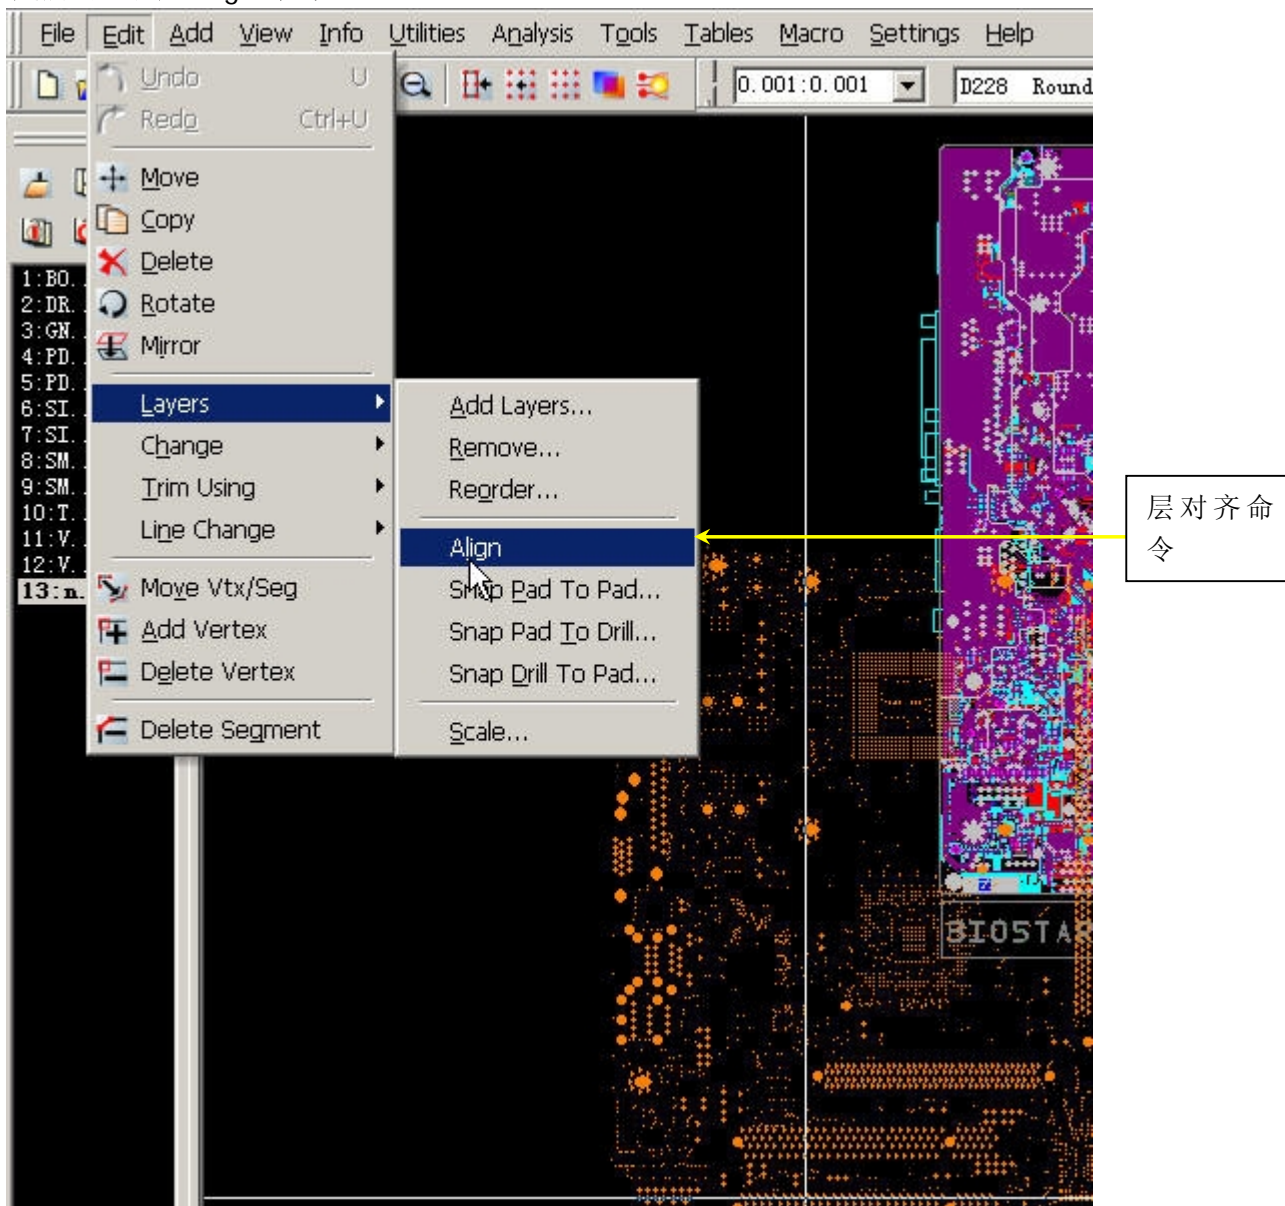 File Edit Add View Info Utilities Analysis Tools Tables Macro Settings Help
0.001:0.001 D228 Round
Undo U
Redo Ctrl+U
Move
Copy
Delete
Rotate
Mirror
Layers
Change
Trim Using
Line Change
Move Vtx/Seg
Add Vertex
Delete Vertex
Delete Segment
Add Layers...
Remove...
Reorder...
Align
Snap Pad To Pad...
Snap Pad To Drill...
Snap Drill To Pad...
Scale...
1:BO..
2:DR..
3:GN..
4:PD..
5:PD..
6:SI..
7:SI..
8:SM..
9:SM..
10:T..
11:V..
12:V..
13:n.
层对齐命
令
BIOSTAR